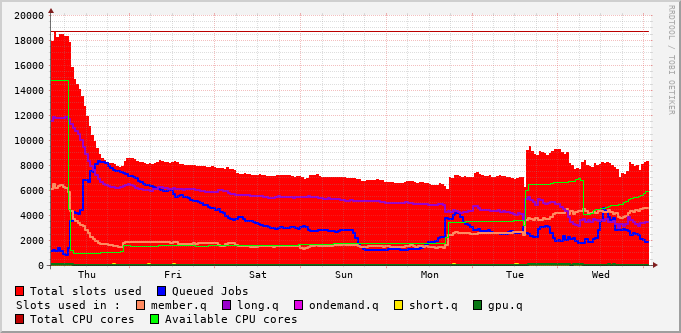 20000
18000
16000
14000
12000
10000
8000
6000
4000
2000
0
Thu Fri Sat Sun Mon Tue Wed
RRDTOOL / TOBI OETIKER
Total slots used Queued Jobs
Slots used in : member.q long.q ondemand.q short.q gpu.q
Total CPU cores Available CPU cores